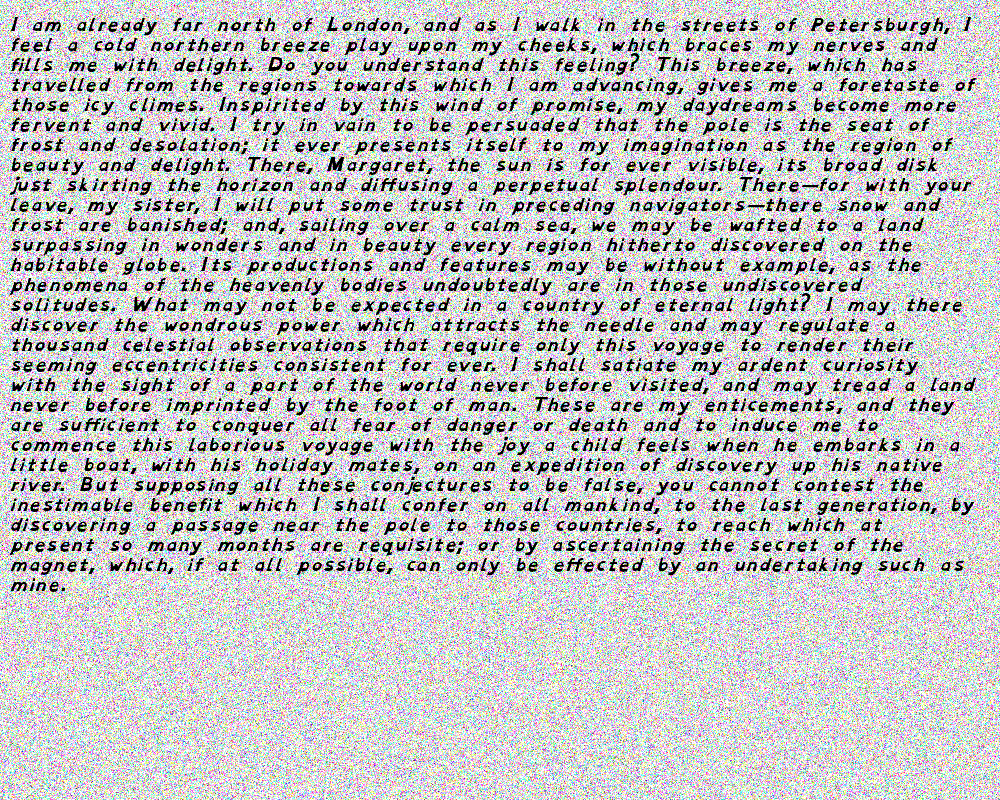 I am already far north of London, and as I walk in the streets of Petersburgh, I
feel a cold northern breeze play upon my cheeks, which braces my nerves and
fills me with delight. Do you understand this feeling? This breeze, which has
travelled from the regions towards which I am advancing, gives me a foretaste of
those icy climes. Inspirited by this wind of promise, my daydreams become more
fervent and vivid. I try in vain to be persuaded that the pole is the seat of
frost and desolation; it ever presents itself to my imagination as the region of
beauty and delight. There, Margaret, the sun is for ever visible, its broad disk
just skirting the horizon and diffusing a perpetual splendour. There—for with your
leave, my sister, I will put some trust in preceding navigators—there snow and
frost are banished; and, sailing over a calm sea, we may be wafted to a land
surpassing in wonders and in beauty every region hitherto discovered on the
habitable globe. Its productions and features may be without example, as the
phenomena of the heavenly bodies undoubtedly are in those undiscovered
solitudes. What may not be expected in a country of eternal light? I may there
discover the wondrous power which attracts the needle and may regulate a
thousand celestial observations that require only this voyage to render their
seeming eccentricities consistent for ever. I shall satiate my ardent curiosity
with the sight of a part of the world never before visited, and may tread a land
never before imprinted by the foot of man. These are my enticements, and they
are sufficient to conquer all fear of danger or death and to induce me to
commence this laborious voyage with the joy a child feels when he embarks in a
little boat, with his holiday mates, on an expedition of discovery up his native
river. But supposing all these conjectures to be false, you cannot contest the
inestimable benefit which I shall confer on all mankind, to the last generation, by
discovering a passage near the pole to those countries, to reach which at
present so many months are requisite; or by ascertaining the secret of the
magnet, which, if at all possible, can only be effected by an undertaking such as
mine.